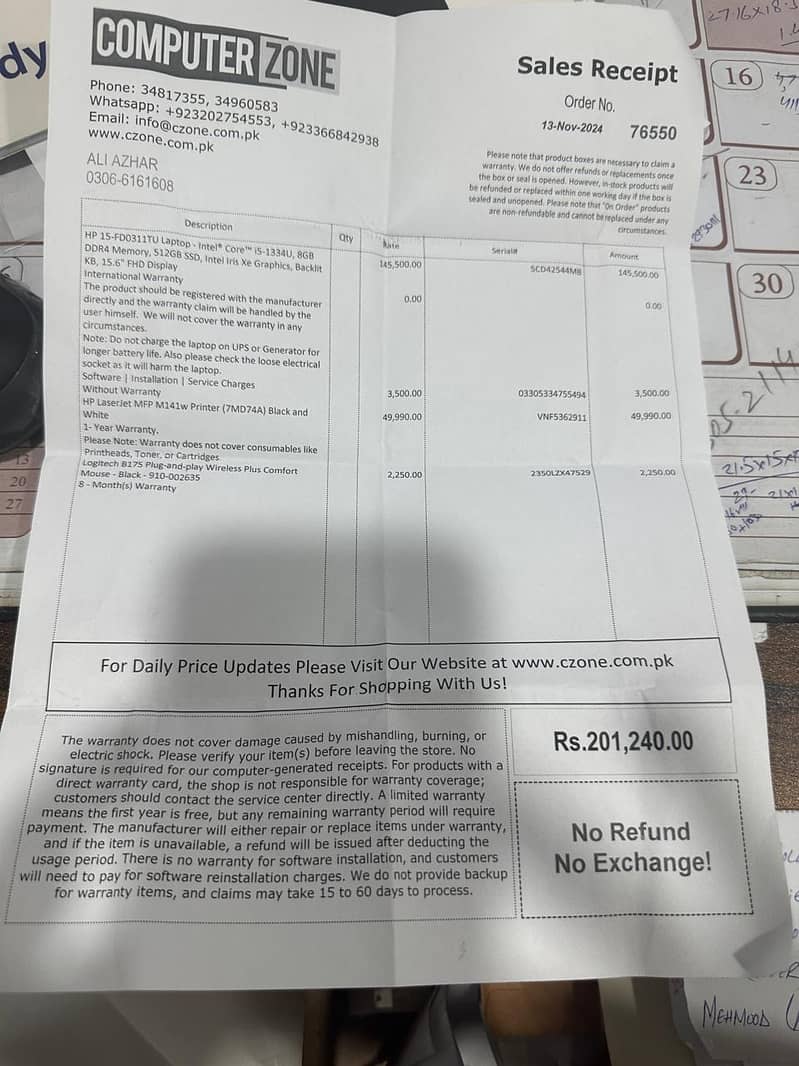 COMPUTER ZONE
Phone: 34817355, 34960583
Whatsapp: +923202754553, +923366842938
Email: info@czone.com.pk
www.czone.com.pk
ALI AZHAR
0306-6161608
Sales Receipt
Order No.
13-Nov-2024 76550
Please note that product boxes are necessary to claim a
warranty. We do not offer refunds or replacements once
the box or seal is opened. However, in-stock products will
be refunded or replaced within one working day if the box is
sealed and unopened. Please note that "On Order" products
are non-refundable and cannot be replaced under any
circumstances.
Description Qty Rate Serial# Amount
HP 15-FD0311TU Laptop - Intel® Core™ i5-1334U, 8GB 145,500.00 5CD42544M8 145,500.00
DDR4 Memory, 512GB SSD, Intel Iris Xe Graphics, Backlit
KB, 15.6" FHD Display
International Warranty 0.00 0.00
The product should be registered with the manufacturer
directly and the warranty claim will be handled by the
user himself. We will not cover the warranty in any
circumstances.
Note: Do not charge the laptop on UPS or Generator for
longer battery life. Also please check the loose electrical
socket as it will harm the laptop.
Software | Installation | Service Charges 3,500.00 03305334755494 3,500.00
Without Warranty
HP LaserJet MFP M141w Printer (7MD74A) Black and 49,990.00 VNF5362911 49,990.00
White
1- Year Warranty.
Please Note: Warranty does not cover consumables like
Printheads, Toner, or Cartridges.
Logitech B175 Plug-and-play Wireless Plus Comfort 2,250.00 2350LZX47529 2,250.00
Mouse - Black - 910-002635
8 - Month(s) Warranty
For Daily Price Updates Please Visit Our Website at www.czone.com.pk
Thanks For Shopping With Us!
The warranty does not cover damage caused by mishandling, burning, or
electric shock. Please verify your item(s) before leaving the store. No
signature is required for our computer-generated receipts. For products with a
direct warranty card, the shop is not responsible for warranty coverage;
customers should contact the service center directly. A limited warranty
means the first year is free, but any remaining warranty period will require
payment. The manufacturer will either repair or replace items under warranty,
and if the item is unavailable, a refund will be issued after deducting the
usage period. There is no warranty for software installation, and customers
will need to pay for software reinstallation charges. We do not provide backup
for warranty items, and claims may take 15 to 60 days to process.
Rs.201,240.00
No Refund
No Exchange!
dy
13
20
27
16
23
30
MEHMOOD